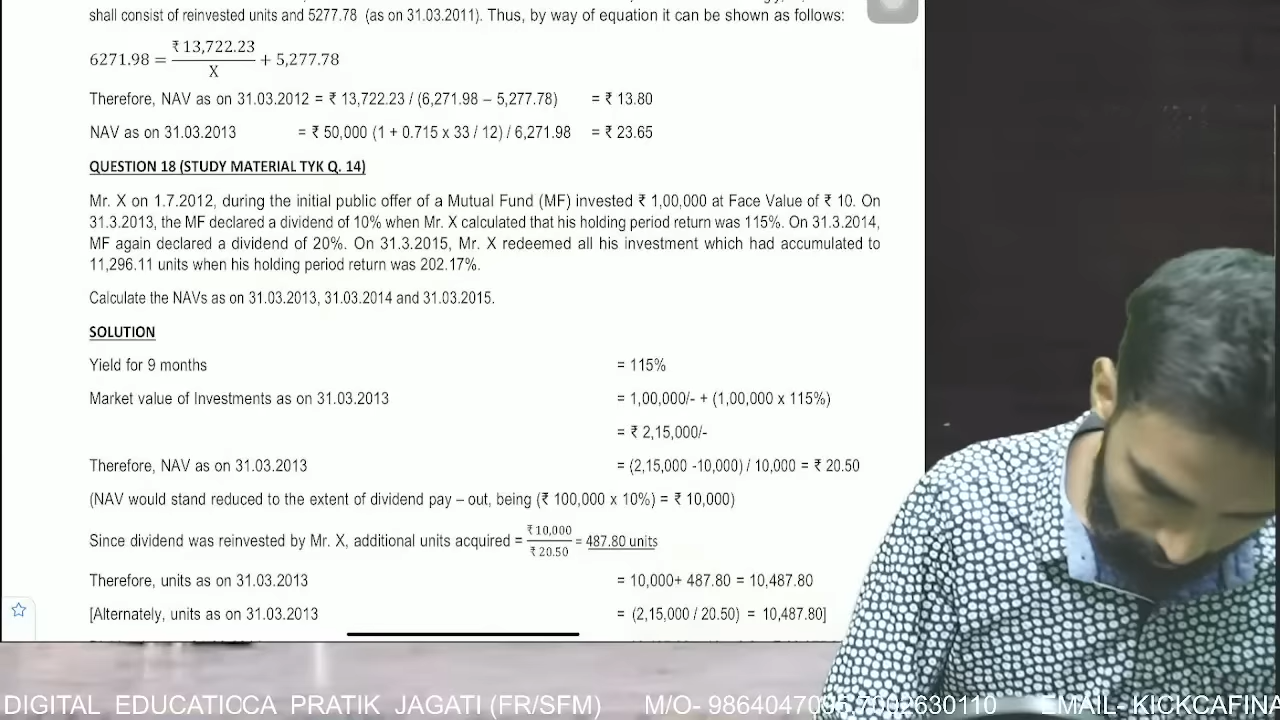 shall consist of reinvested units and 5277.78 (as on 31.03.2011). Thus, by way of equation it can be shown as follows:
6271.98 = ₹ 13,722.23 / X + 5,277.78
Therefore, NAV as on 31.03.2012 = ₹ 13,722.23 / (6,271.98 – 5,277.78) = ₹ 13.80
NAV as on 31.03.2013 = ₹ 50,000 (1 + 0.715 x 33 / 12) / 6,271.98 = ₹ 23.65
QUESTION 18 (STUDY MATERIAL TYK Q. 14)
Mr. X on 1.7.2012, during the initial public offer of a Mutual Fund (MF) invested ₹ 1,00,000 at Face Value of ₹ 10. On
31.3.2013, the MF declared a dividend of 10% when Mr. X calculated that his holding period return was 115%. On 31.3.2014,
MF again declared a dividend of 20%. On 31.3.2015, Mr. X redeemed all his investment which had accumulated to
11,296.11 units when his holding period return was 202.17%.
Calculate the NAVs as on 31.03.2013, 31.03.2014 and 31.03.2015.
SOLUTION
Yield for 9 months = 115%
Market value of Investments as on 31.03.2013 = 1,00,000/- + (1,00,000 x 115%)
= ₹ 2,15,000/-
Therefore, NAV as on 31.03.2013 = (2,15,000 -10,000) / 10,000 = ₹ 20.50
(NAV would stand reduced to the extent of dividend pay – out, being (₹ 100,000 x 10%) = ₹ 10,000)
Since dividend was reinvested by Mr. X, additional units acquired = ₹ 10,000 / ₹ 20.50 = 487.80 units
Therefore, units as on 31.03.2013 = 10,000+ 487.80 = 10,487.80
[Alternately, units as on 31.03.2013 = (2,15,000 / 20.50) = 10,487.80]
DIGITAL EDUCATIOCA PRATIK JAGATI (FR/SFM) M/O- 9864047095,7002630110 EMAIL- KICKCAFINA